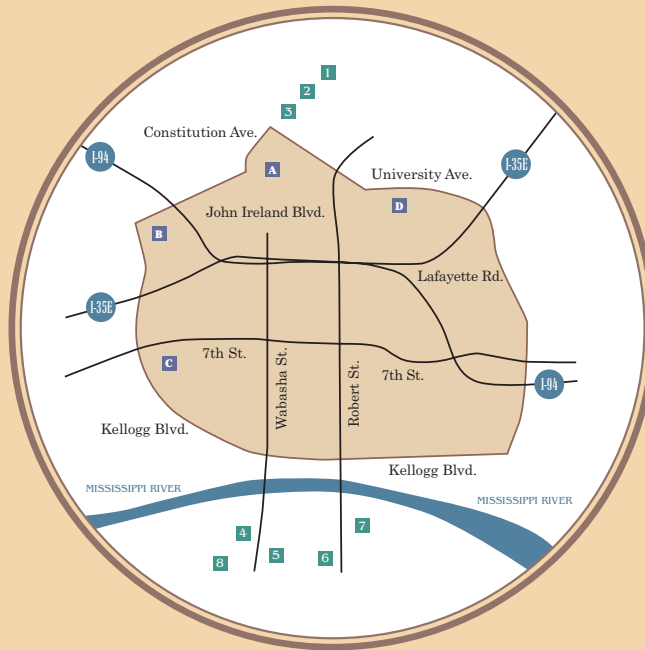 1
2
3
Constitution Ave.
I-94
I-35E
A
University Ave.
D
John Ireland Blvd.
B
Lafayette Rd.
I-35E
7th St.
C
Wabasha St.
Robert St.
7th St.
I-94
Kellogg Blvd.
Kellogg Blvd.
MISSISSIPPI RIVER
MISSISSIPPI RIVER
7
4
5
6
8